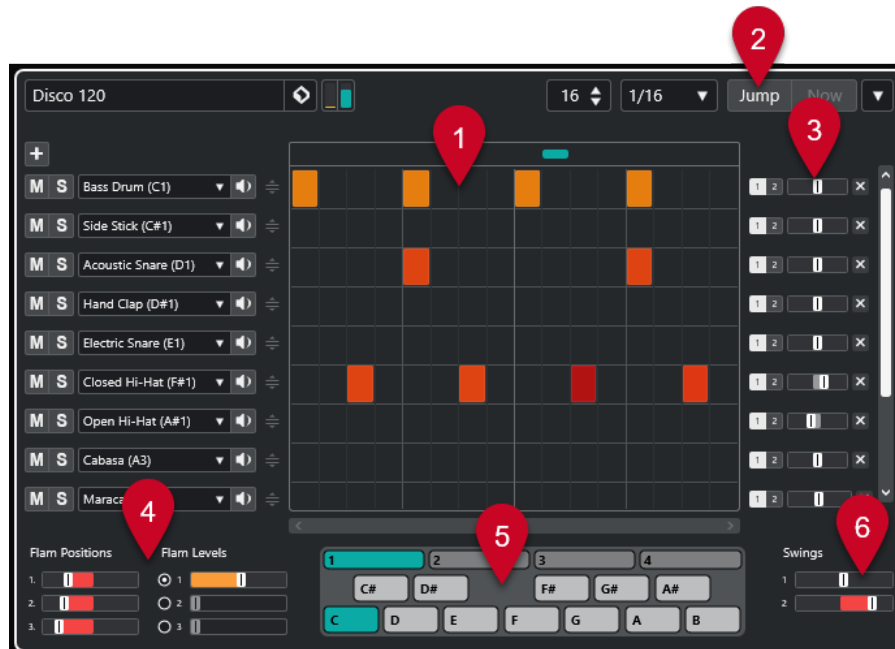 2
Disco 120 16 1/16 Jump Now
1 3
+
M S Bass Drum (C1) 1 2
M S Side Stick (C#1) 1 2
M S Acoustic Snare (D1) 1 2
M S Hand Clap (D#1) 1 2
M S Electric Snare (E1) 1 2
M S Closed Hi-Hat (F#1) 1 2
M S Open Hi-Hat (A#1) 1 2
M S Cabasa (A3) 1 2
M S 1 2
4 5 6
Flam Positions Flam Levels Swings
1 2 3 4
1. 1 1
C# D# F# G# A#
2. 2 2
3. 3
C D E F G A B